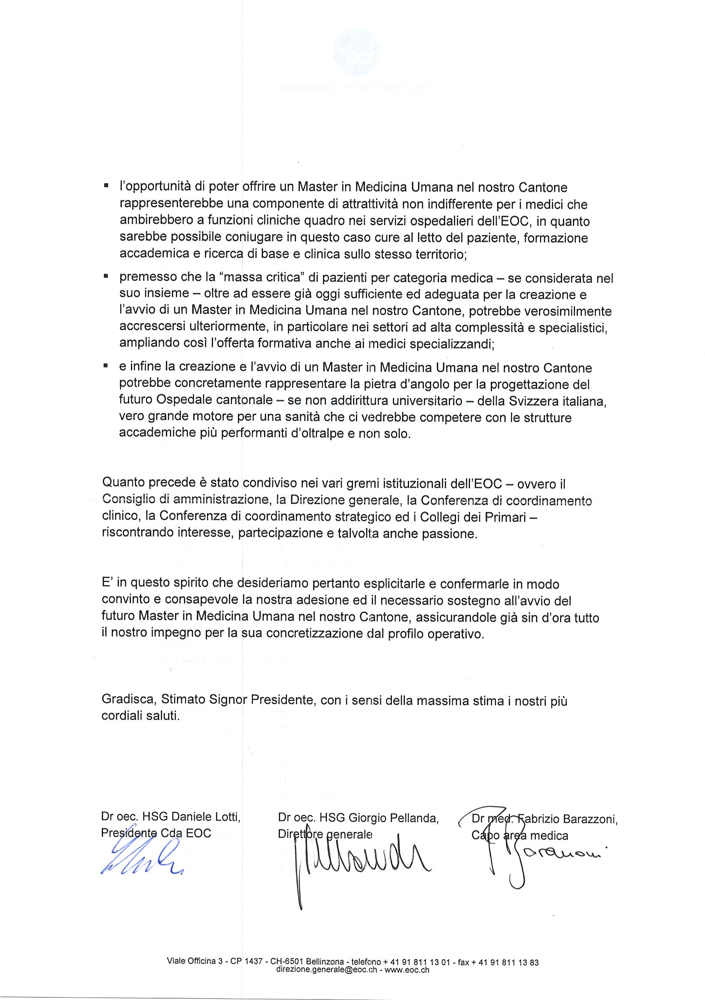 ▪ l'opportunità di poter offrire un Master in Medicina Umana nel nostro Cantone
rappresenterebbe una componente di attrattività non indifferente per i medici che
ambirebbero a funzioni cliniche quadro nei servizi ospedalieri dell'EOC, in quanto
sarebbe possibile coniugare in questo caso cure al letto del paziente, formazione
accademica e ricerca di base e clinica sullo stesso territorio;
▪ premesso che la “massa critica” di pazienti per categoria medica – se considerata nel
suo insieme – oltre ad essere già oggi sufficiente ed adeguata per la creazione e
l'avvio di un Master in Medicina Umana nel nostro Cantone, potrebbe verosimilmente
accrescersi ulteriormente, in particolare nei settori ad alta complessità e specialistici,
ampliando così l'offerta formativa anche ai medici specializzandi;
▪ e infine la creazione e l'avvio di un Master in Medicina Umana nel nostro Cantone
potrebbe concretamente rappresentare la pietra d'angolo per la progettazione del
futuro Ospedale cantonale – se non addirittura universitario – della Svizzera italiana,
vero grande motore per una sanità che ci vedrebbe competere con le strutture
accademiche più performanti d'oltralpe e non solo.
Quanto precede è stato condiviso nei vari gremi istituzionali dell'EOC – ovvero il
Consiglio di amministrazione, la Direzione generale, la Conferenza di coordinamento
clinico, la Conferenza di coordinamento strategico ed i Collegi dei Primari –
riscontrando interesse, partecipazione e talvolta anche passione.
E' in questo spirito che desideriamo pertanto esplicitarle e confermarle in modo
convinto e consapevole la nostra adesione ed il necessario sostegno all'avvio del
futuro Master in Medicina Umana nel nostro Cantone, assicurandole già sin d'ora tutto
il nostro impegno per la sua concretizzazione dal profilo operativo.
Gradisca, Stimato Signor Presidente, con i sensi della massima stima i nostri più
cordiali saluti.
Dr oec. HSG Daniele Lotti,
Presidente Cda EOC
Dr oec. HSG Giorgio Pellanda,
Direttore generale
Dr med. Fabrizio Barazzoni,
Capo area medica
Viale Officina 3 - CP 1437 - CH-6501 Bellinzona - telefono + 41 91 811 13 01 - fax + 41 91 811 13 83
direzione.generale@eoc.ch - www.eoc.ch